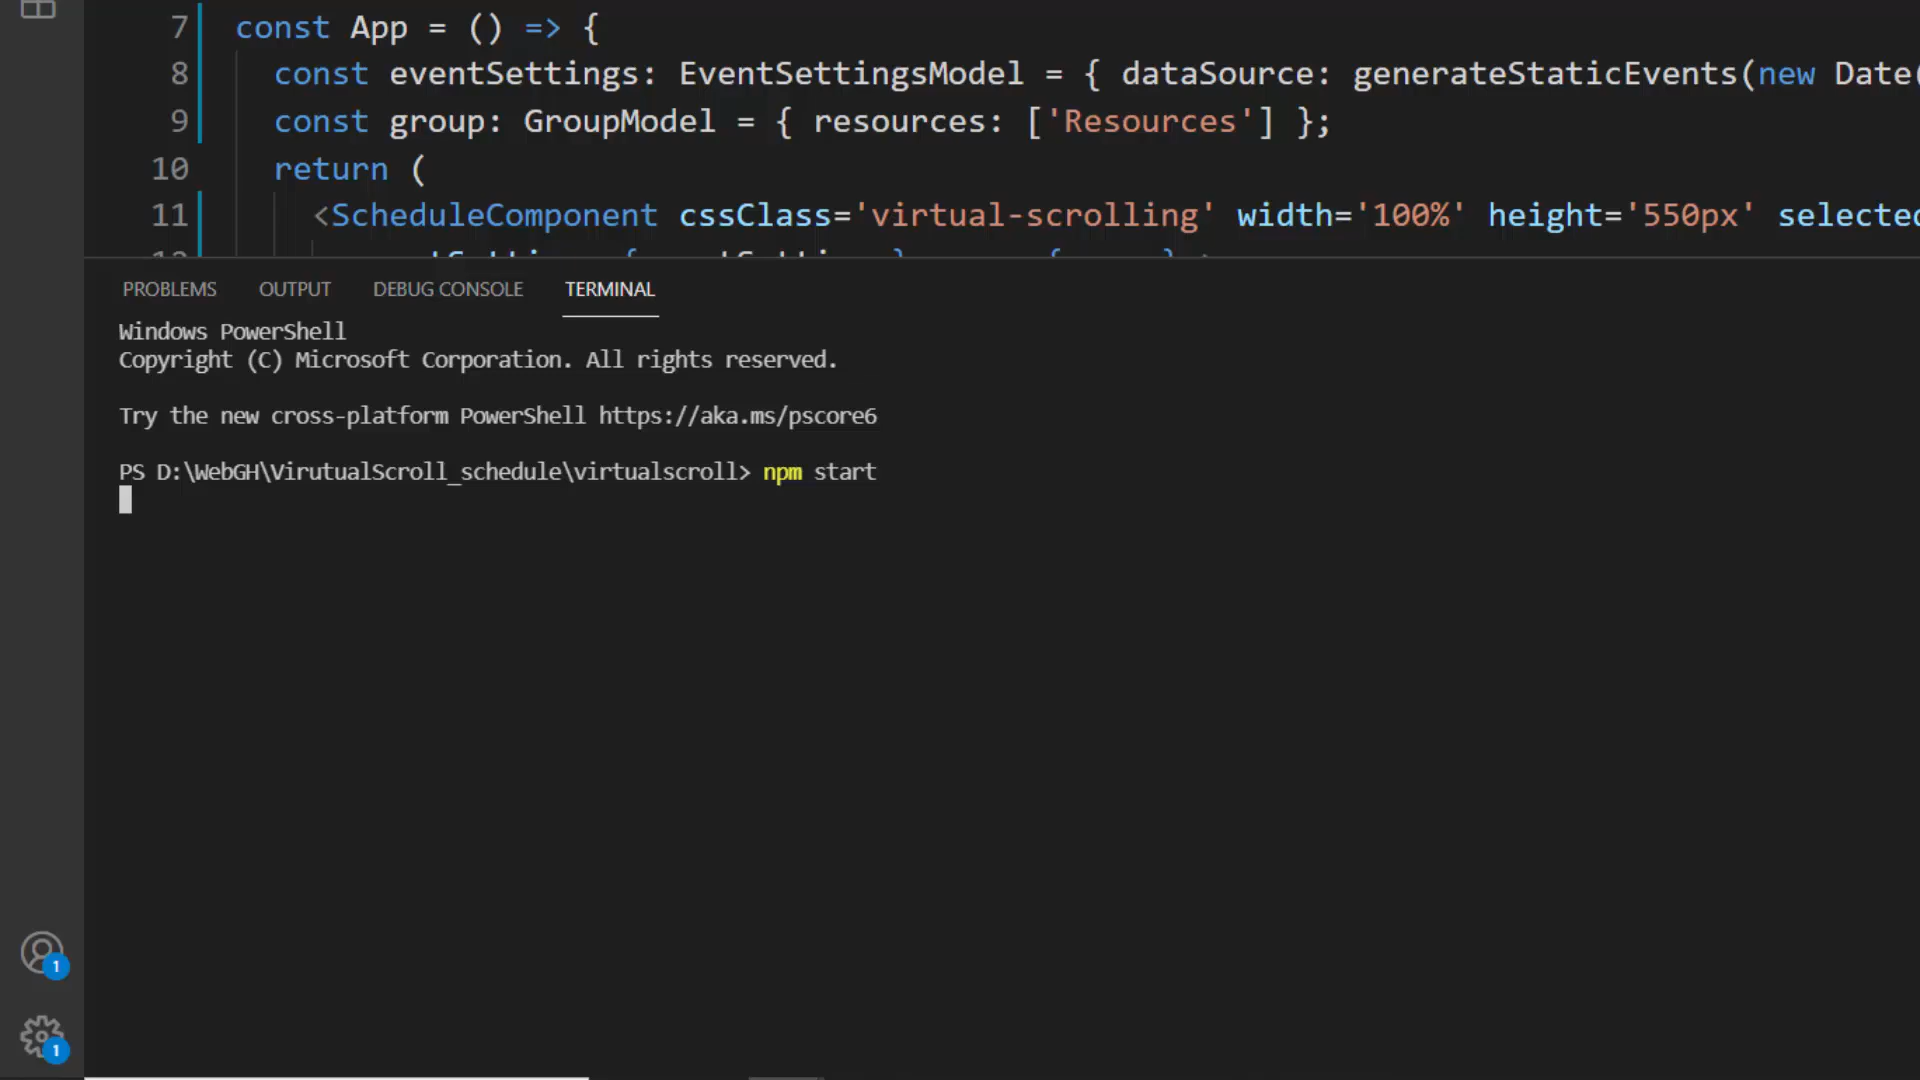 7 const App = () => {
8 const eventSettings: EventSettingsModel = { dataSource: generateStaticEvents(new Date(
9 const group: GroupModel = { resources: ['Resources'] };
10 return (
11 <ScheduleComponent cssClass='virtual-scrolling' width='100%' height='550px' selected
PROBLEMS OUTPUT DEBUG CONSOLE TERMINAL
Windows PowerShell
Copyright (C) Microsoft Corporation. All rights reserved.
Try the new cross-platform PowerShell https://aka.ms/pscore6
PS D:\WebGH\VirutualScroll_schedule\virtualscroll> npm start
1
1